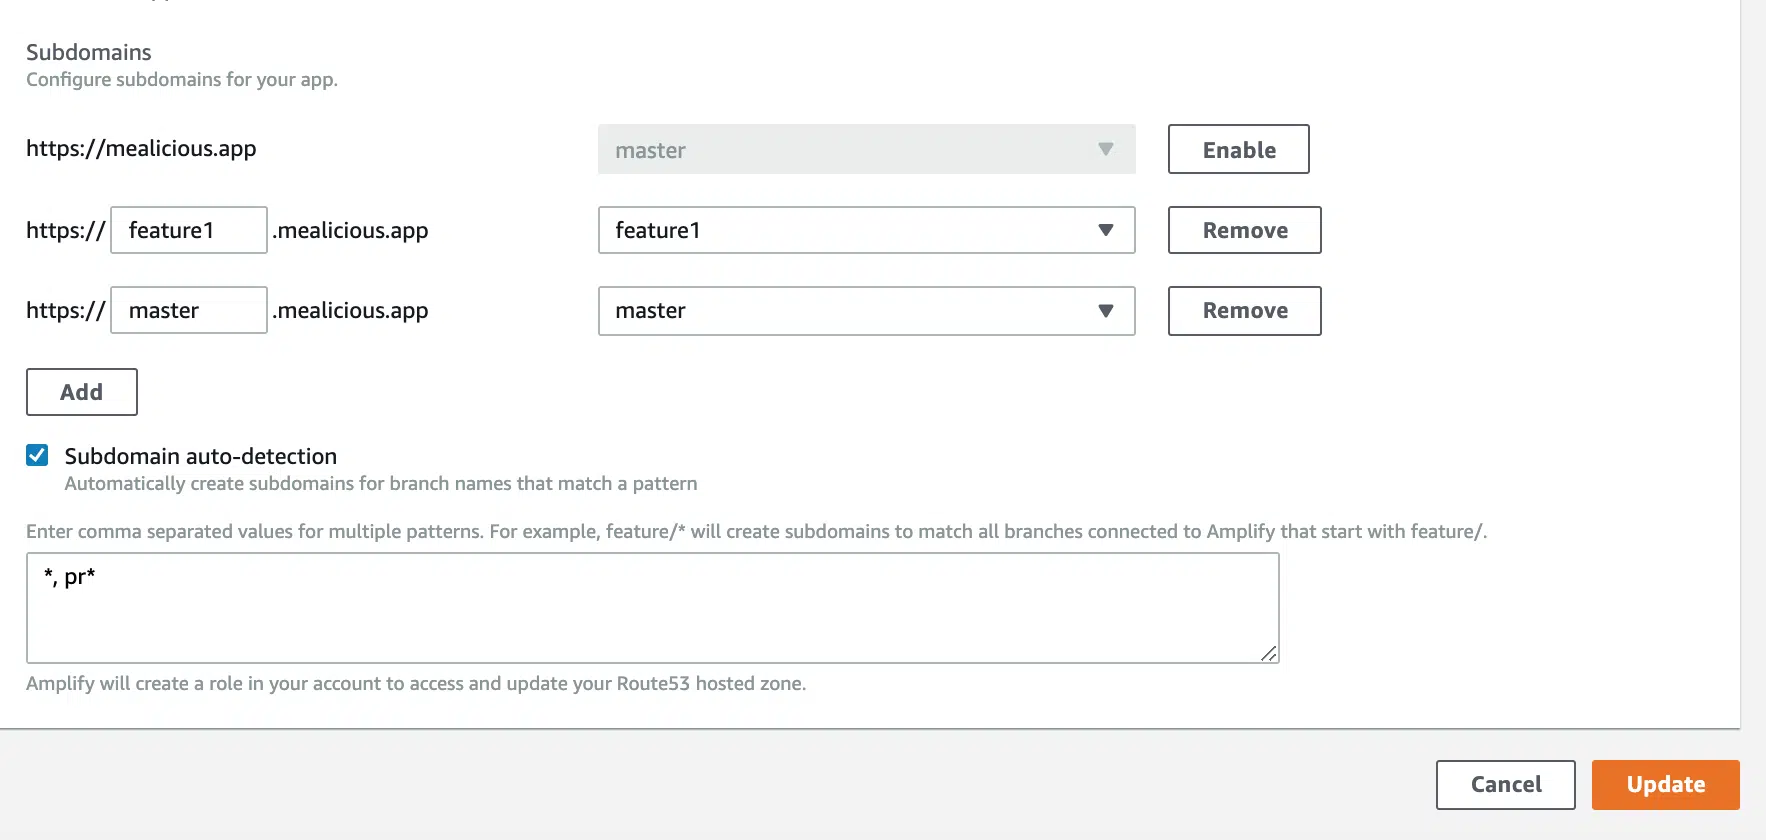 Subdomains
Configure subdomains for your app.
https://mealicious.app master Enable
https:// feature1 .mealicious.app feature1 Remove
https:// master .mealicious.app master Remove
Add
Subdomain auto-detection
Automatically create subdomains for branch names that match a pattern
Enter comma separated values for multiple patterns. For example, feature/* will create subdomains to match all branches connected to Amplify that start with feature/.
*, pr*
Amplify will create a role in your account to access and update your Route53 hosted zone.
Cancel Update